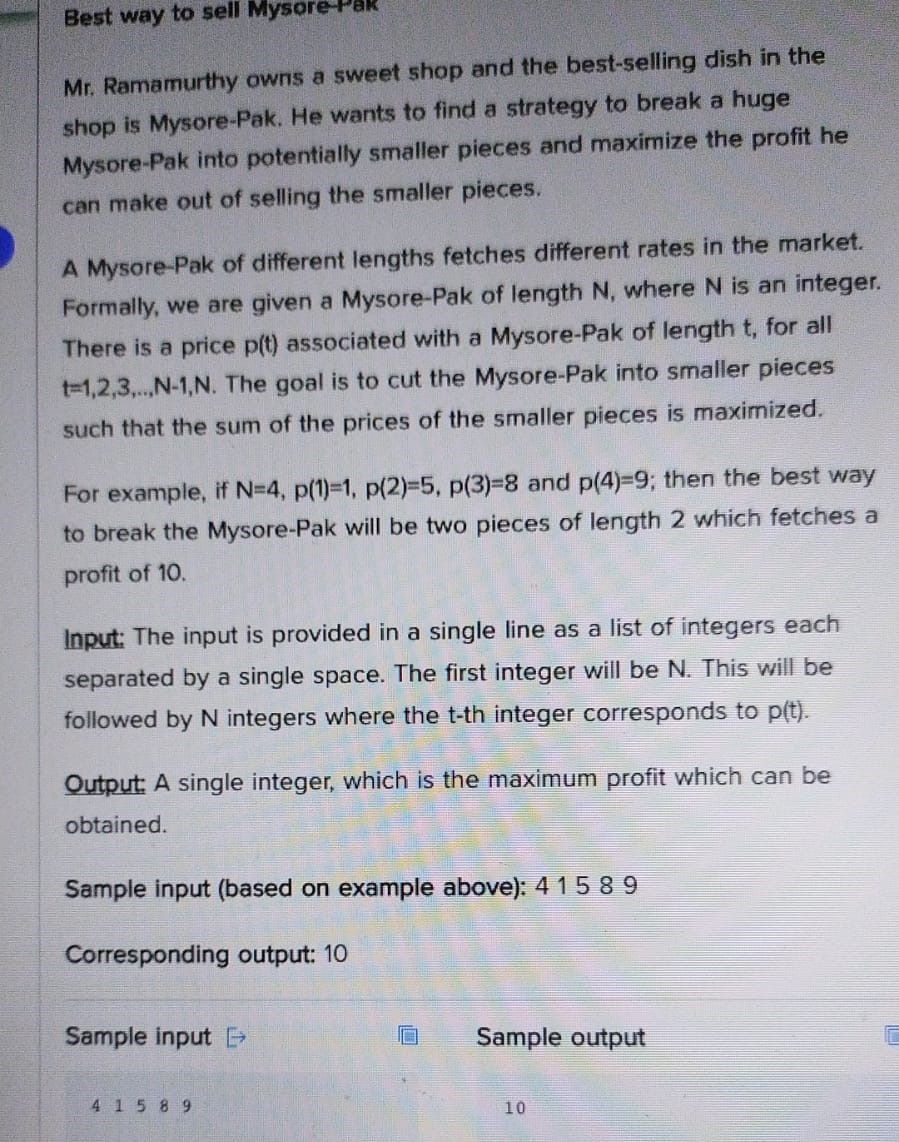 Best way to sell Mysore-Pak
Mr. Ramamurthy owns a sweet shop and the best-selling dish in the
shop is Mysore-Pak. He wants to find a strategy to break a huge
Mysore-Pak into potentially smaller pieces and maximize the profit he
can make out of selling the smaller pieces.
A Mysore-Pak of different lengths fetches different rates in the market.
Formally, we are given a Mysore-Pak of length N, where N is an integer.
There is a price p(t) associated with a Mysore-Pak of length t, for all
t=1,2,3,..,N-1,N. The goal is to cut the Mysore-Pak into smaller pieces
such that the sum of the prices of the smaller pieces is maximized.
For example, if N=4, p(1)=1, p(2)=5, p(3)=8 and p(4)=9; then the best way
to break the Mysore-Pak will be two pieces of length 2 which fetches a
profit of 10.
Input: The input is provided in a single line as a list of integers each
separated by a single space. The first integer will be N. This will be
followed by N integers where the t-th integer corresponds to p(t).
Output: A single integer, which is the maximum profit which can be
obtained.
Sample input (based on example above): 4 1 5 8 9
Corresponding output: 10
Sample input Sample output
4 1 5 8 9 10